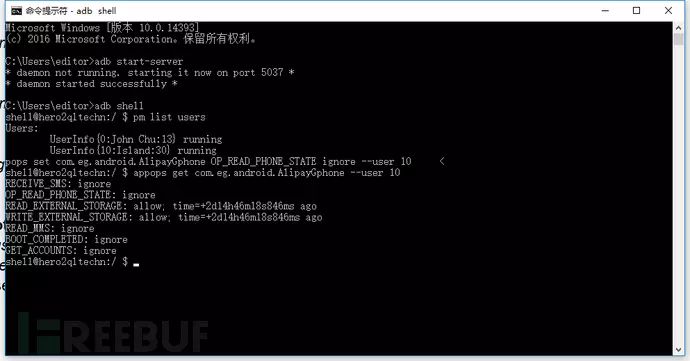 命令提示符 - adb shell
Microsoft Windows [版本 10.0.14393]
(c) 2016 Microsoft Corporation。保留所有权利。
C:\Users\editor>adb start-server
* daemon not running. starting it now on port 5037 *
* daemon started successfully *
C:\Users\editor>adb shell
shell@hero2qltechn:/ $ pm list users
Users:
UserInfo{0:John Chu:13} running
UserInfo{10:Island:30} running
pops set com.eg.android.AlipayGphone OP_READ_PHONE_STATE ignore --user 10 <
shell@hero2qltechn:/ $ appops get com.eg.android.AlipayGphone --user 10
RECEIVE_SMS: ignore
OP_READ_PHONE_STATE: ignore
READ_EXTERNAL_STORAGE: allow; time=+2d14h46m18s846ms ago
WRITE_EXTERNAL_STORAGE: allow; time=+2d14h46m18s846ms ago
READ_MMS: ignore
BOOT_COMPLETED: ignore
GET_ACCOUNTS: ignore
shell@hero2qltechn:/ $
FREEBUF